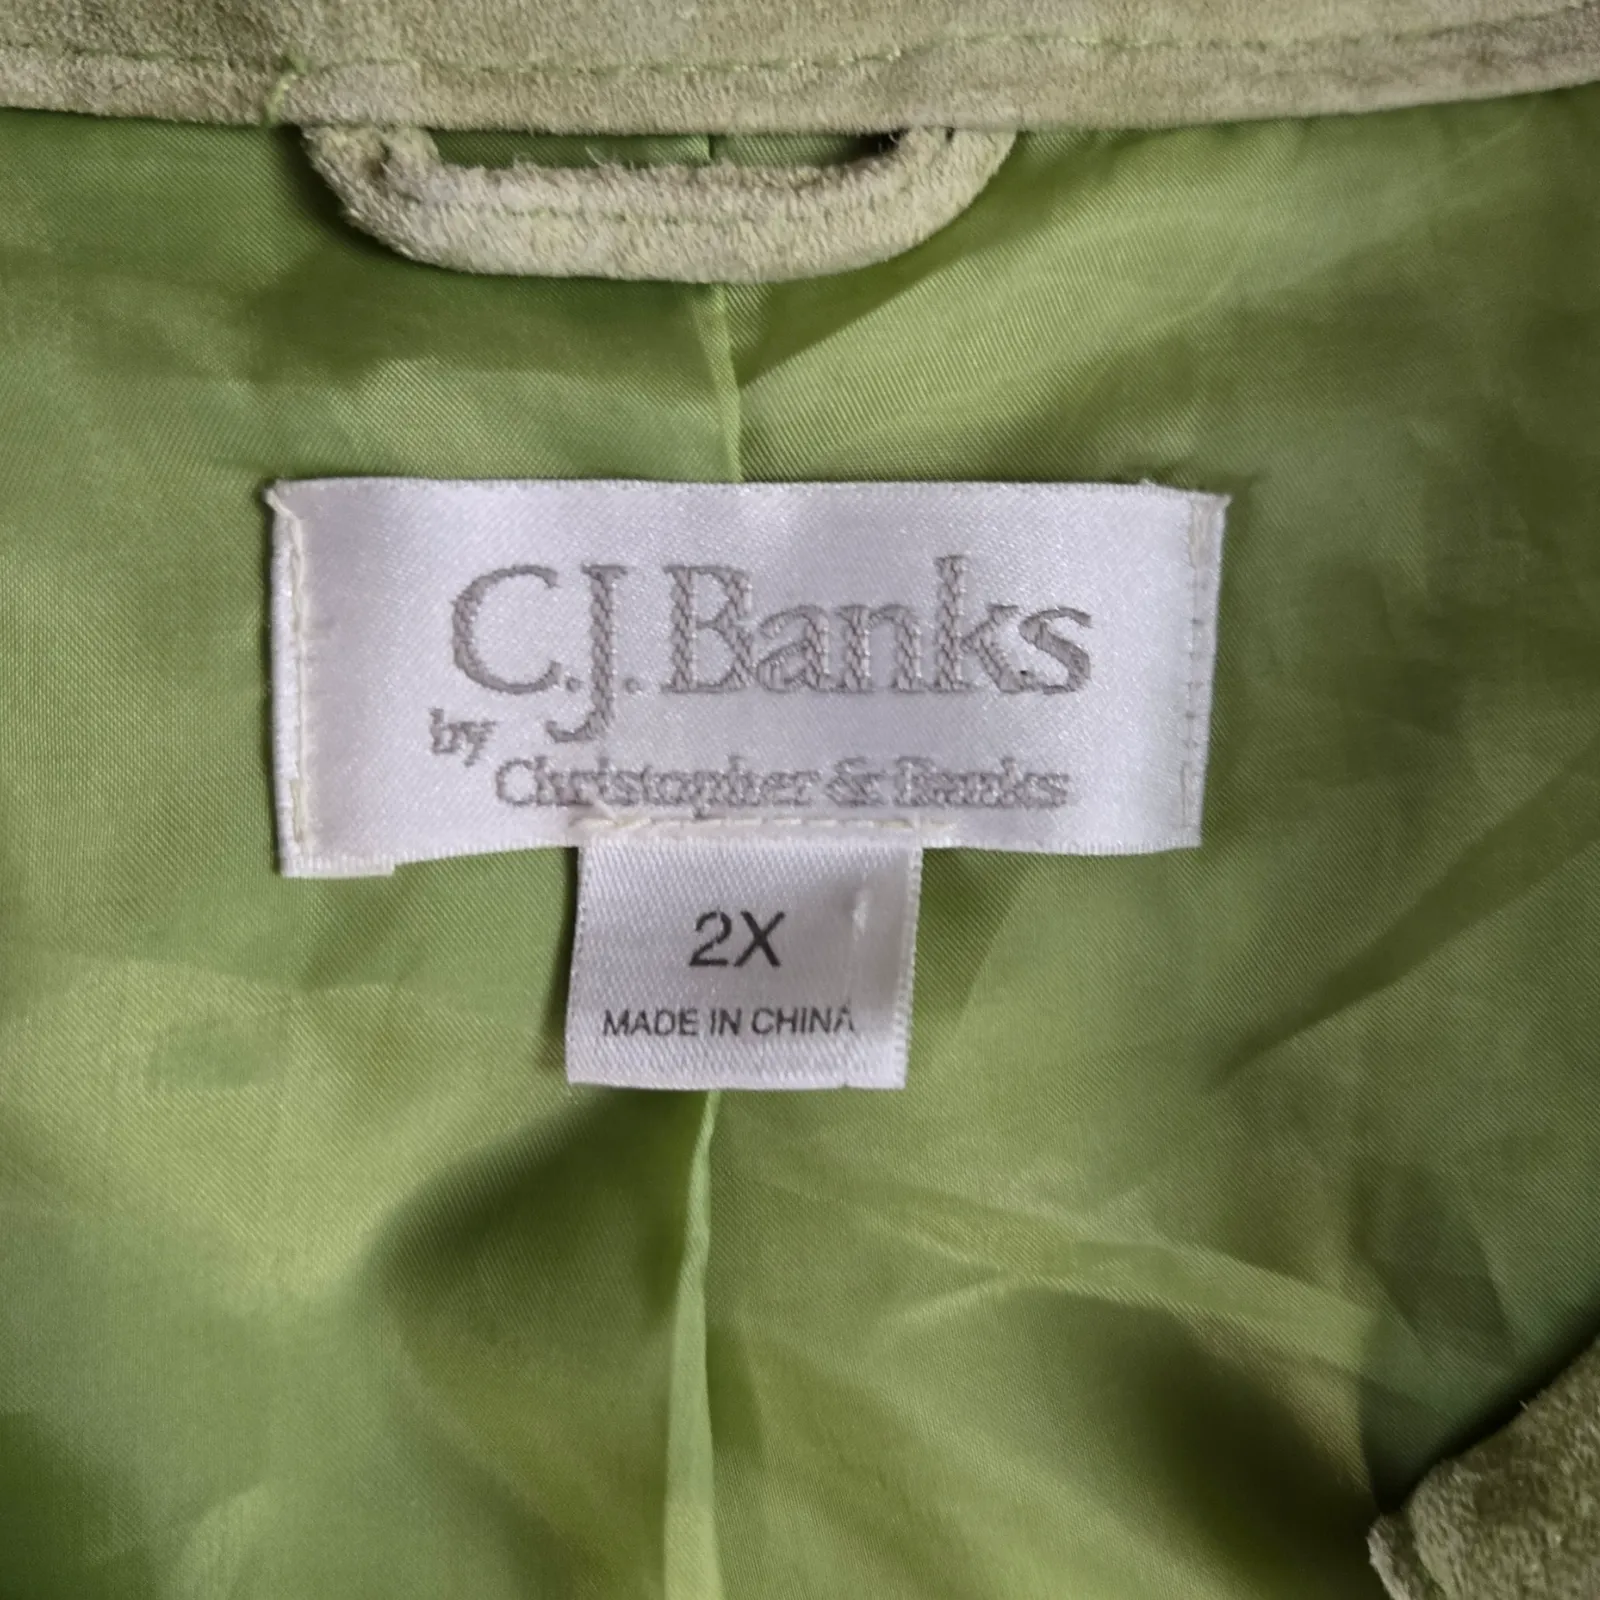 C.J. Banks
by
Christopher & Banks
2X
MADE IN CHINA